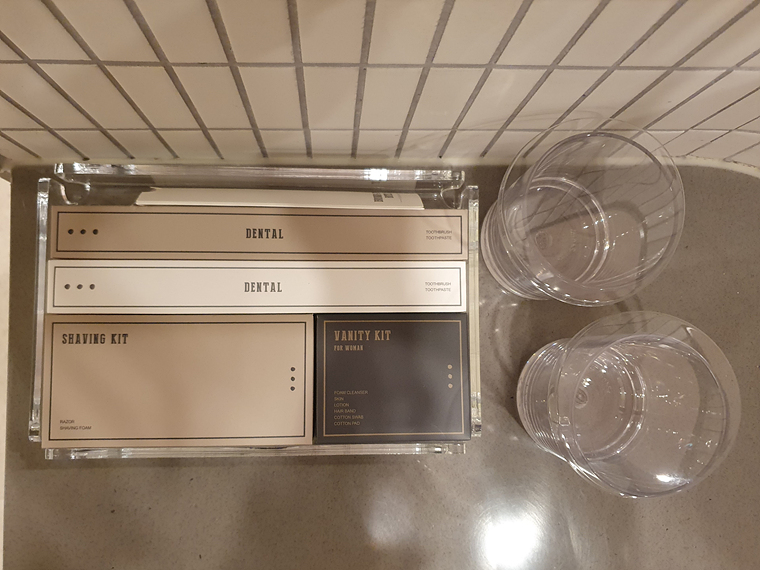 DENTAL
TOOTHBRUSH
TOOTHPASTE
DENTAL
TOOTHBRUSH
TOOTHPASTE
SHAVING KIT
RAZOR
SHAVING FOAM
VANITY KIT
FOR WOMAN
FOAM CLEANSER
SKIN
LOTION
HAIR BAND
COTTON SWAB
COTTON PAD